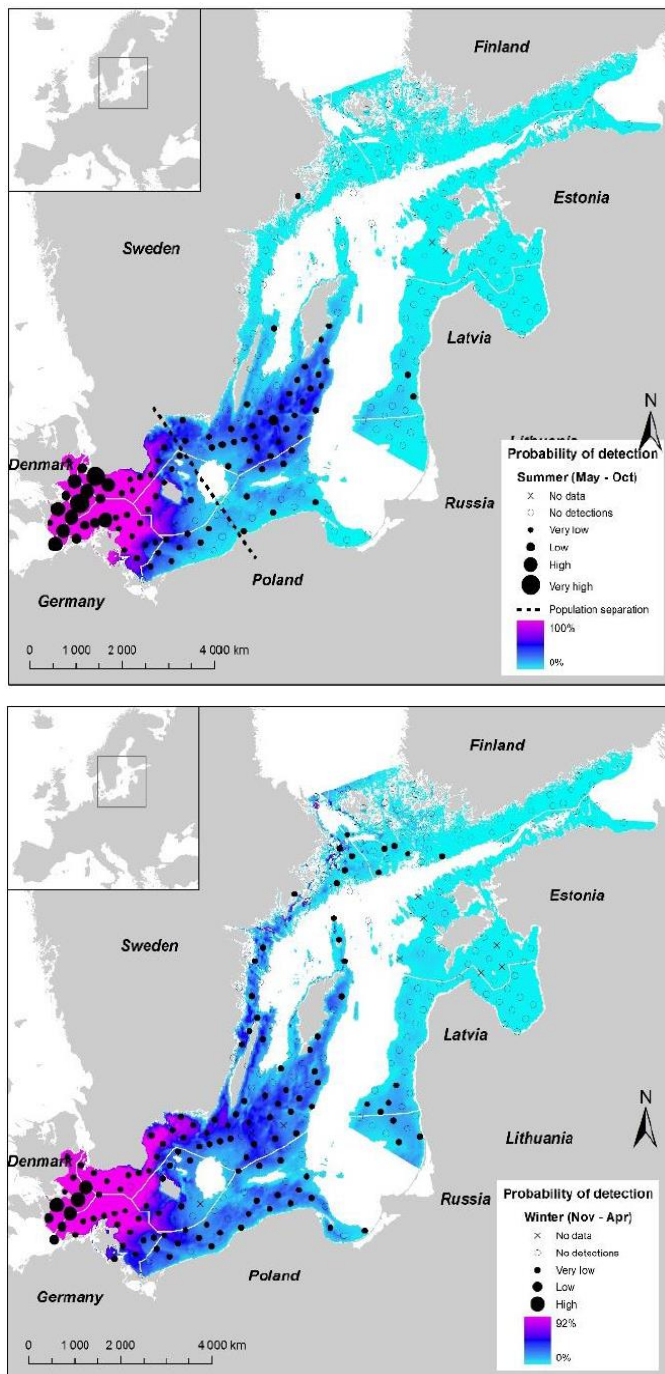 Finland
Sweden
Estonia
Latvia
Lithuania
N
Denmark
Russia
Poland
Germany
Probability of detection
Summer (May - Oct)
No data
No detections
Very low
Low
High
Very high
Population separation
100%
0%
0 1 000 2 000 4 000 km
Finland
Sweden
Estonia
Latvia
N
Lithuania
Denmark
Russia
Poland
Germany
Probability of detection
Winter (Nov - Apr)
No data
No detections
Very low
Low
High
92%
0%
0 1 000 2 000 4 000 km